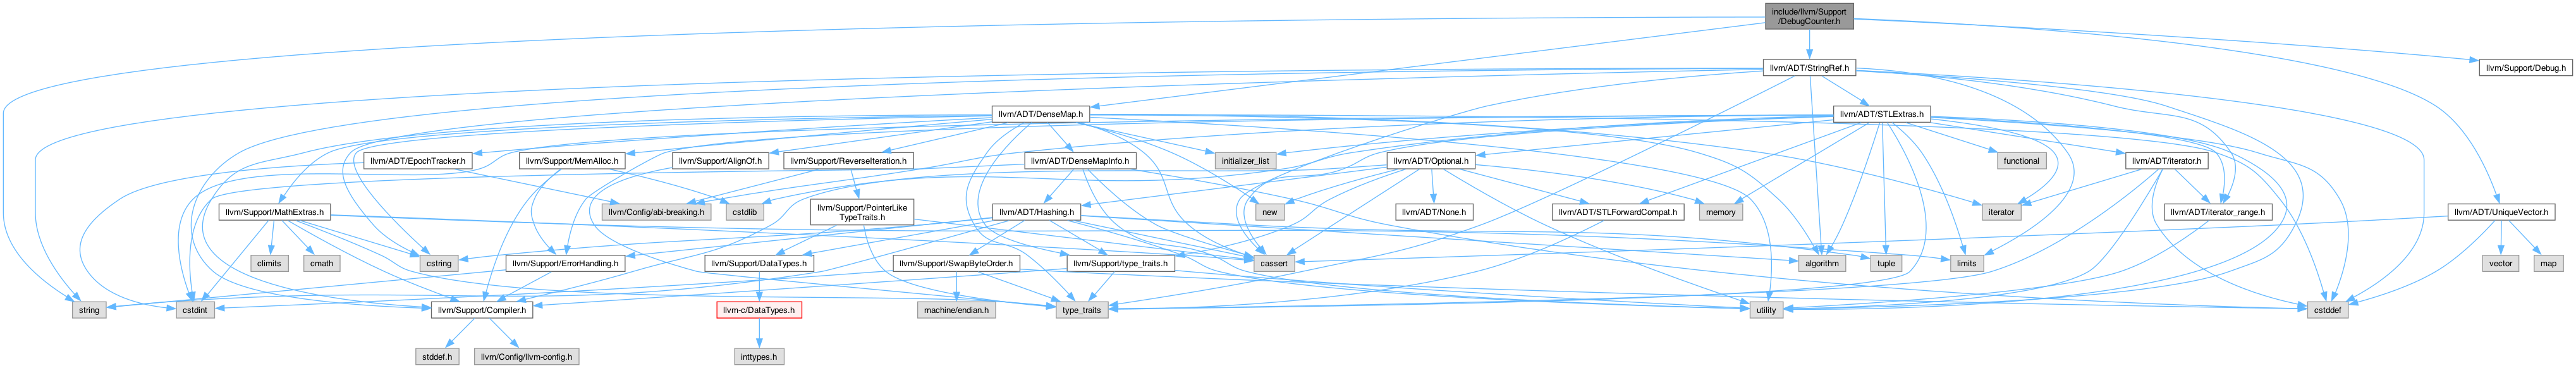 include/llvm/Support
/DebugCounter.h
llvm/ADT/StringRef.h
llvm/Support/Debug.h
llvm/ADT/DenseMap.h
llvm/ADT/STLExtras.h
llvm/ADT/EpochTracker.h
llvm/Support/MemAlloc.h
llvm/Support/AlignOf.h
llvm/Support/ReverseIteration.h
llvm/ADT/DenseMapInfo.h
initializer_list
llvm/ADT/Optional.h
functional
llvm/ADT/iterator.h
llvm/Support/MathExtras.h
llvm/Config/abi-breaking.h
cstdlib
llvm/Support/PointerLike
TypeTraits.h
llvm/ADT/Hashing.h
new
llvm/ADT/None.h
llvm/ADT/STLForwardCompat.h
memory
iterator
llvm/ADT/iterator_range.h
llvm/ADT/UniqueVector.h
climits
cmath
cstring
llvm/Support/ErrorHandling.h
llvm/Support/DataTypes.h
llvm/Support/SwapByteOrder.h
llvm/Support/type_traits.h
cassert
algorithm
tuple
limits
vector
map
string
cstdint
llvm/Support/Compiler.h
llvm-c/DataTypes.h
machine/endian.h
type_traits
utility
cstddef
stddef.h
llvm/Config/llvm-config.h
inttypes.h